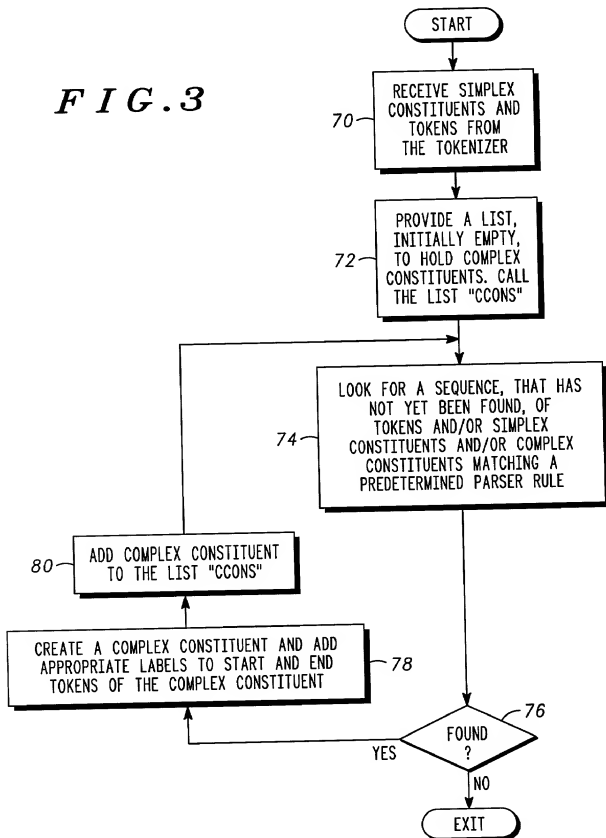 START
FIG.3
RECEIVE SIMPLEX
CONSTITUENTS AND
TOKENS FROM
THE TOKENIZER
70
PROVIDE A LIST,
INITIALLY EMPTY,
TO HOLD COMPLEX
CONSTITUENTS. CALL
THE LIST "CCONS"
72
LOOK FOR A SEQUENCE, THAT HAS
NOT YET BEEN FOUND, OF
TOKENS AND/OR SIMPLEX
CONSTITUENTS AND/OR COMPLEX
CONSTITUENTS MATCHING A
PREDETERMINED PARSER RULE
74
80
ADD COMPLEX CONSTITUENT
TO THE LIST "CCONS"
CREATE A COMPLEX CONSTITUENT AND ADD
APPROPRIATE LABELS TO START AND END
TOKENS OF THE COMPLEX CONSTITUENT
78
76
FOUND
?
YES
NO
EXIT